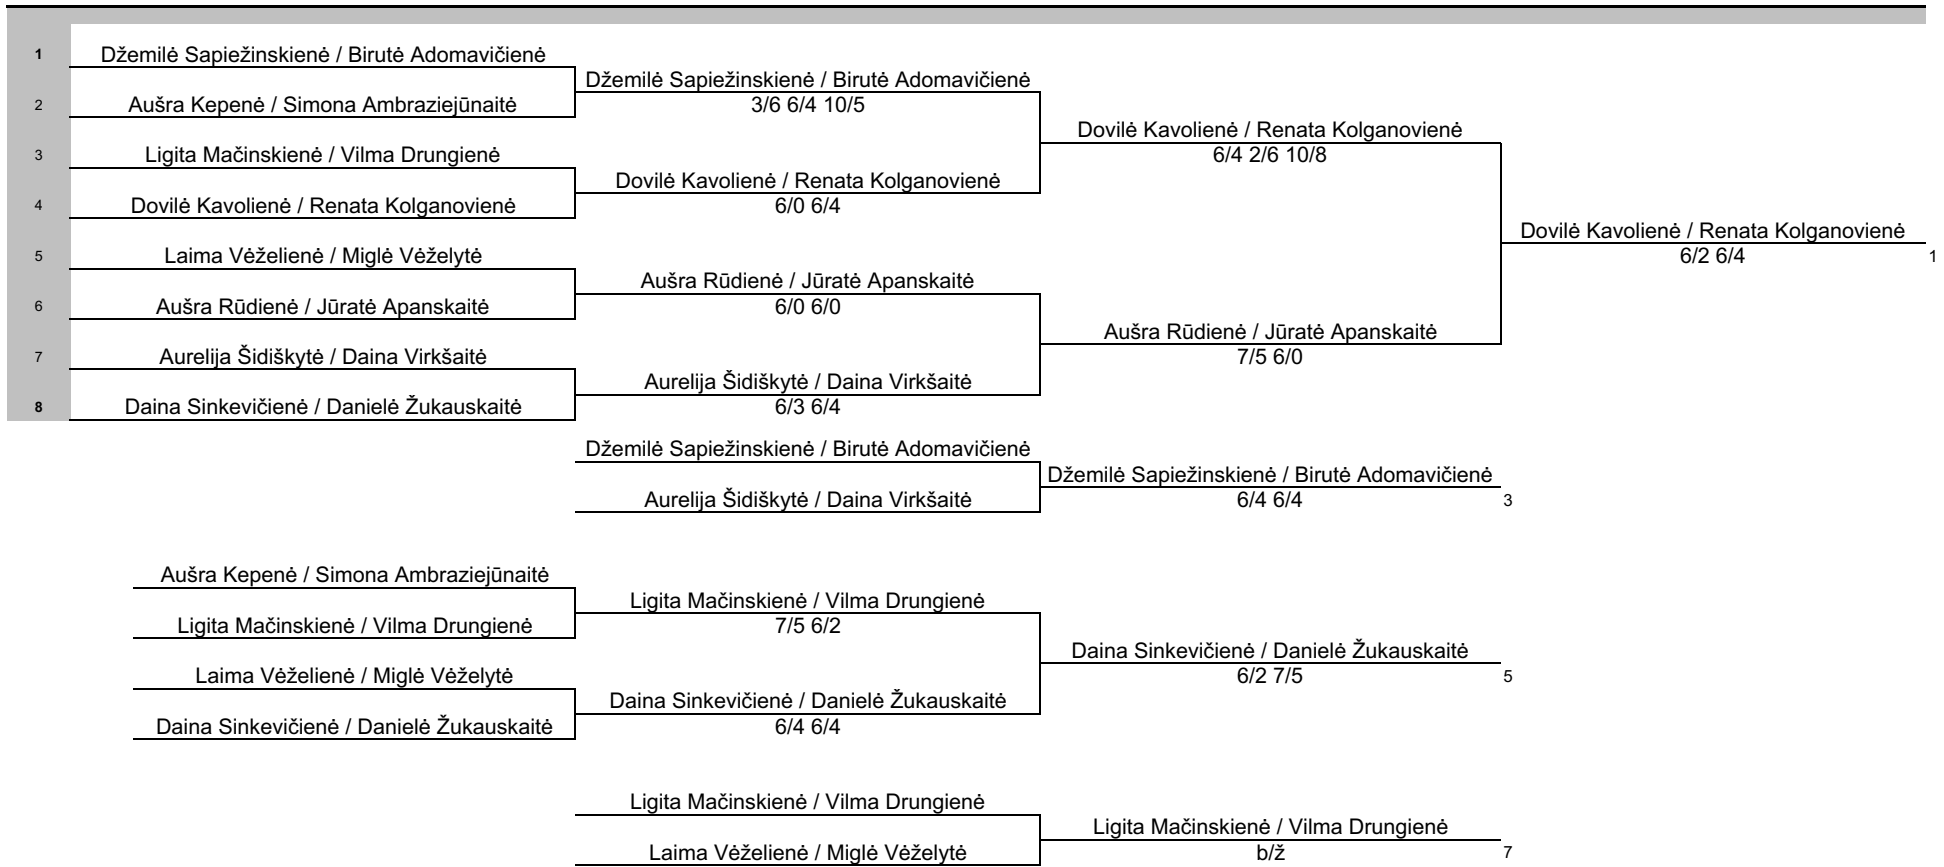 1 Džemilė Sapiežinskienė / Birutė Adomavičienė
Džemilė Sapiežinskienė / Birutė Adomavičienė
2 Aušra Kepenė / Simona Ambraziejūnaitė
3/6 6/4 10/5
Dovilė Kavolienė / Renata Kolganovienė
3 Ligita Mačinskienė / Vilma Drungienė
6/4 2/6 10/8
Dovilė Kavolienė / Renata Kolganovienė
4 Dovilė Kavolienė / Renata Kolganovienė
6/0 6/4
Dovilė Kavolienė / Renata Kolganovienė
5 Laima Vėželienė / Miglė Vėželytė
6/2 6/4 1
Aušra Rūdienė / Jūratė Apanskaitė
6 Aušra Rūdienė / Jūratė Apanskaitė
6/0 6/0
Aušra Rūdienė / Jūratė Apanskaitė
7 Aurelija Šidiškytė / Daina Virkšaitė
7/5 6/0
Aurelija Šidiškytė / Daina Virkšaitė
8 Daina Sinkevičienė / Danielė Žukauskaitė
6/3 6/4
Džemilė Sapiežinskienė / Birutė Adomavičienė
Džemilė Sapiežinskienė / Birutė Adomavičienė
Aurelija Šidiškytė / Daina Virkšaitė
6/4 6/4 3
Aušra Kepenė / Simona Ambraziejūnaitė
Ligita Mačinskienė / Vilma Drungienė
Ligita Mačinskienė / Vilma Drungienė
7/5 6/2
Daina Sinkevičienė / Danielė Žukauskaitė
Laima Vėželienė / Miglė Vėželytė
6/2 7/5 5
Daina Sinkevičienė / Danielė Žukauskaitė
Daina Sinkevičienė / Danielė Žukauskaitė
6/4 6/4
Ligita Mačinskienė / Vilma Drungienė
Ligita Mačinskienė / Vilma Drungienė
Laima Vėželienė / Miglė Vėželytė
b/ž 7